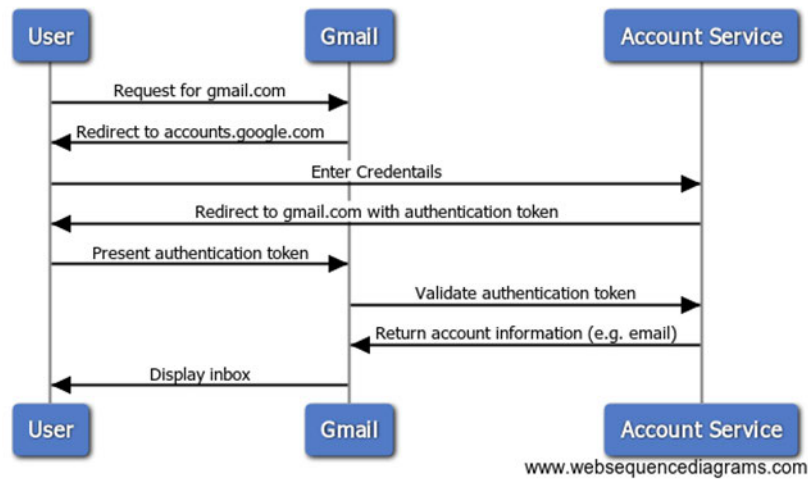 User Gmail Account Service
Request for gmail.com
Redirect to accounts.google.com
Enter Credentails
Redirect to gmail.com with authentication token
Present authentication token
Validate authentication token
Return account information (e.g. email)
Display inbox
User Gmail Account Service
www.websequencediagrams.com